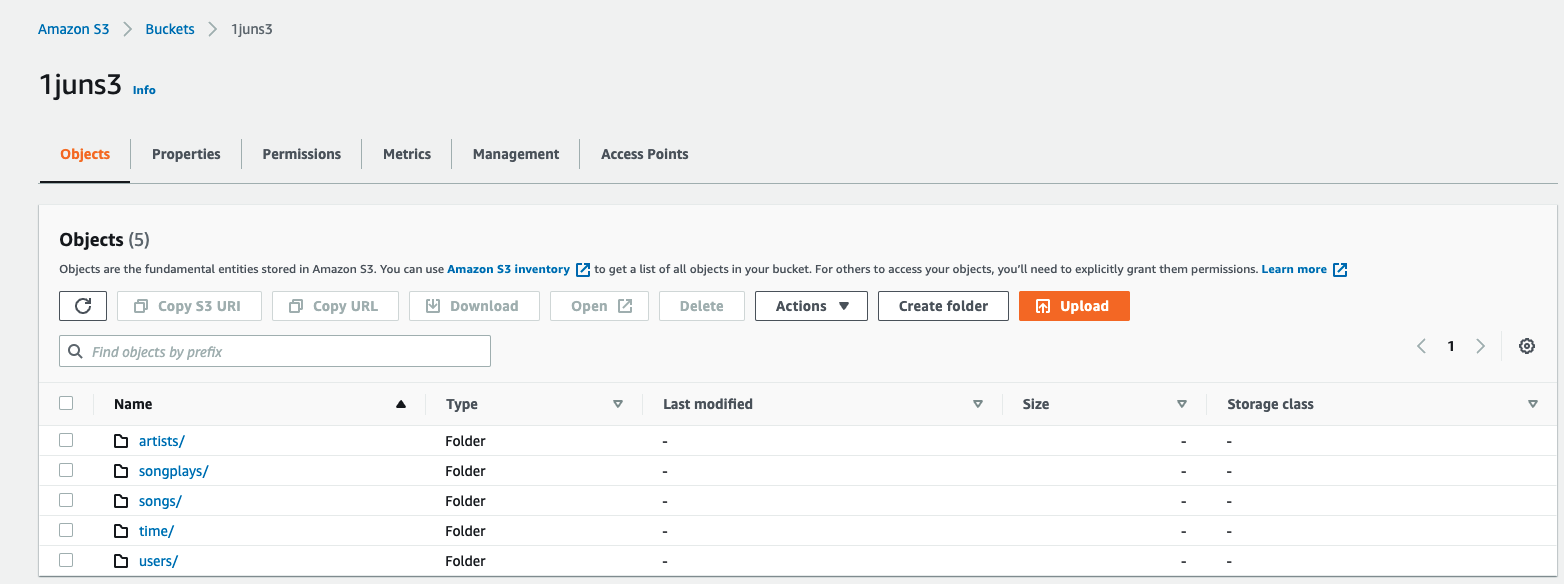 Amazon S3 > Buckets > 1juns3
1juns3 Info
Objects Properties Permissions Metrics Management Access Points
Objects (5)
Objects are the fundamental entities stored in Amazon S3. You can use Amazon S3 inventory to get a list of all objects in your bucket. For others to access your objects, you'll need to explicitly grant them permissions. Learn more
Copy S3 URI Copy URL Download Open Delete Actions Create folder Upload
Find objects by prefix 1
Name Type Last modified Size Storage class
artists/ Folder - - -
songplays/ Folder - - -
songs/ Folder - - -
time/ Folder - - -
users/ Folder - - -